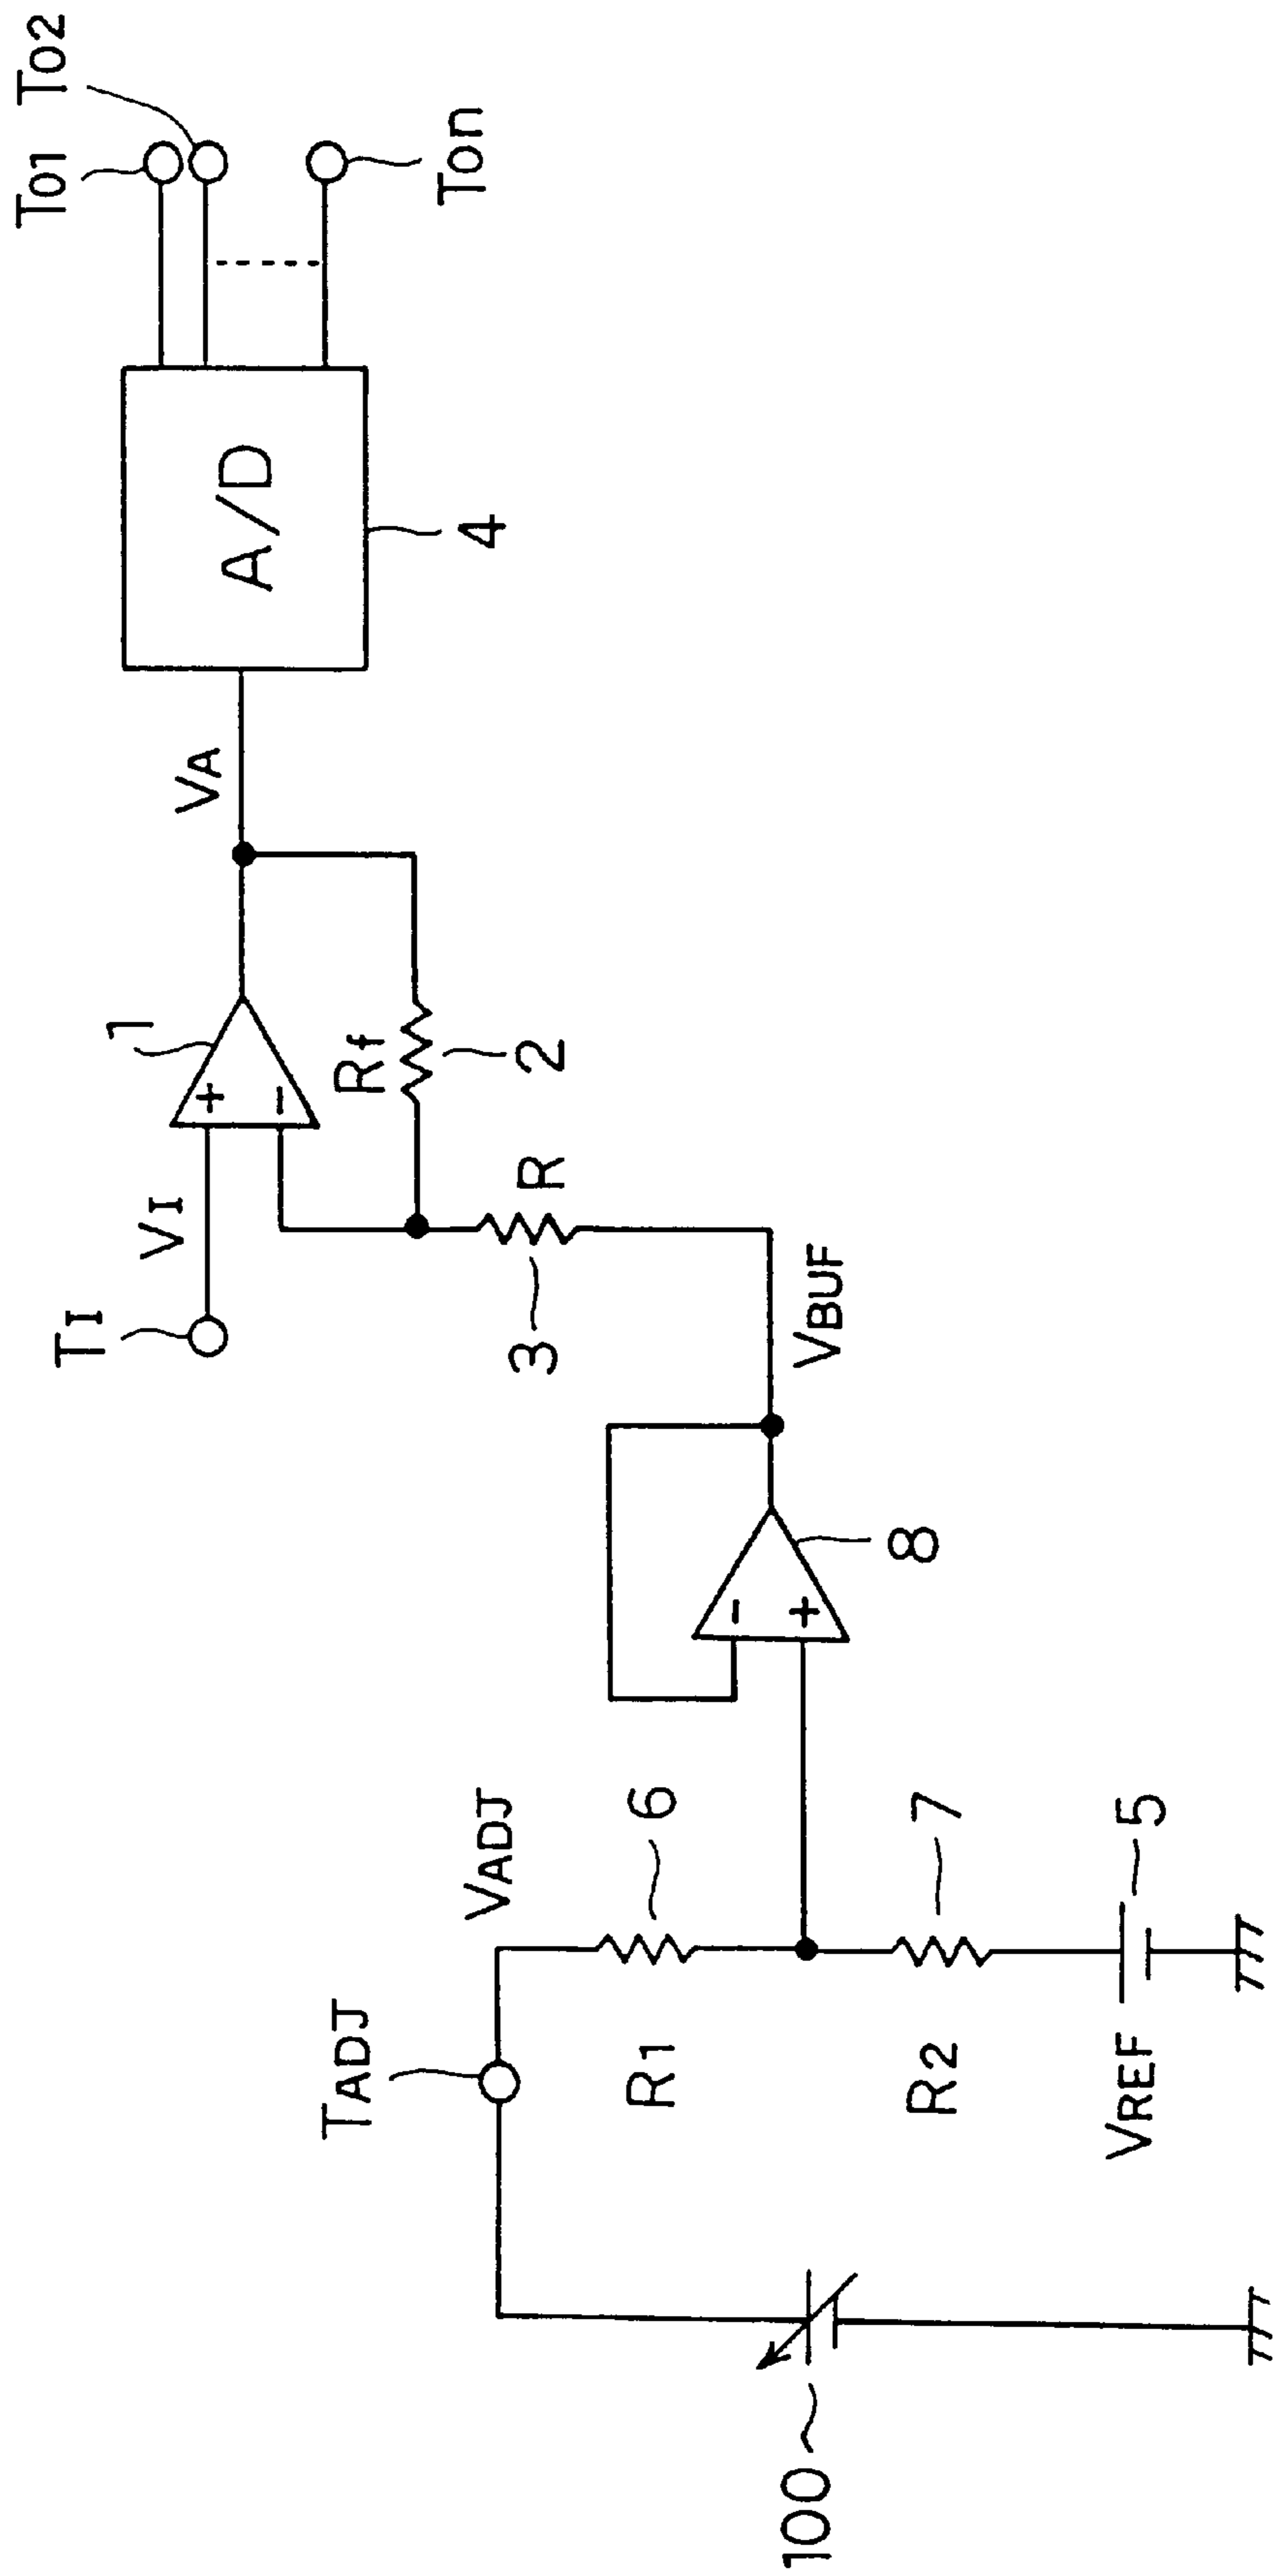 TO1 TO2
TOn
A/D
4
VA
1
+
−
Rf
2
VI
TI
R
3
VBUF
−
+
8
VADJ
TADJ
6
R1
7
R2
5
VREF
100